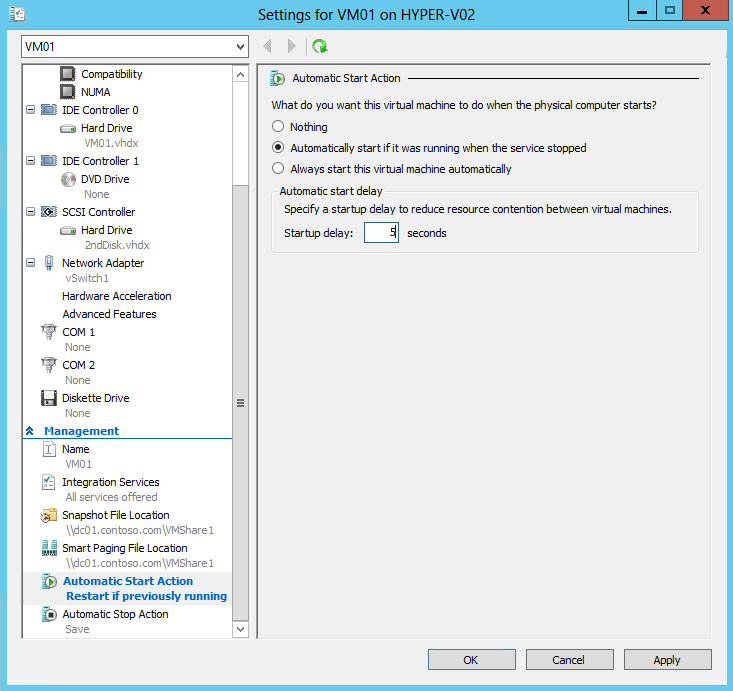 Settings for VM01 on HYPER-V02
VM01
Compatibility
NUMA
IDE Controller 0
Hard Drive
VM01.vhdx
IDE Controller 1
DVD Drive
None
SCSI Controller
Hard Drive
2ndDisk.vhdx
Network Adapter
vSwitch1
Hardware Acceleration
Advanced Features
COM 1
None
COM 2
None
Diskette Drive
None
Management
Name
VM01
Integration Services
All services offered
Snapshot File Location
\\dc01.contoso.com\VMShare1
Smart Paging File Location
\\dc01.contoso.com\VMShare1
Automatic Start Action
Restart if previously running
Automatic Stop Action
Save
Automatic Start Action
What do you want this virtual machine to do when the physical computer starts?
Nothing
Automatically start if it was running when the service stopped
Always start this virtual machine automatically
Automatic start delay
Specify a startup delay to reduce resource contention between virtual machines.
Startup delay: 5 seconds
OK Cancel Apply